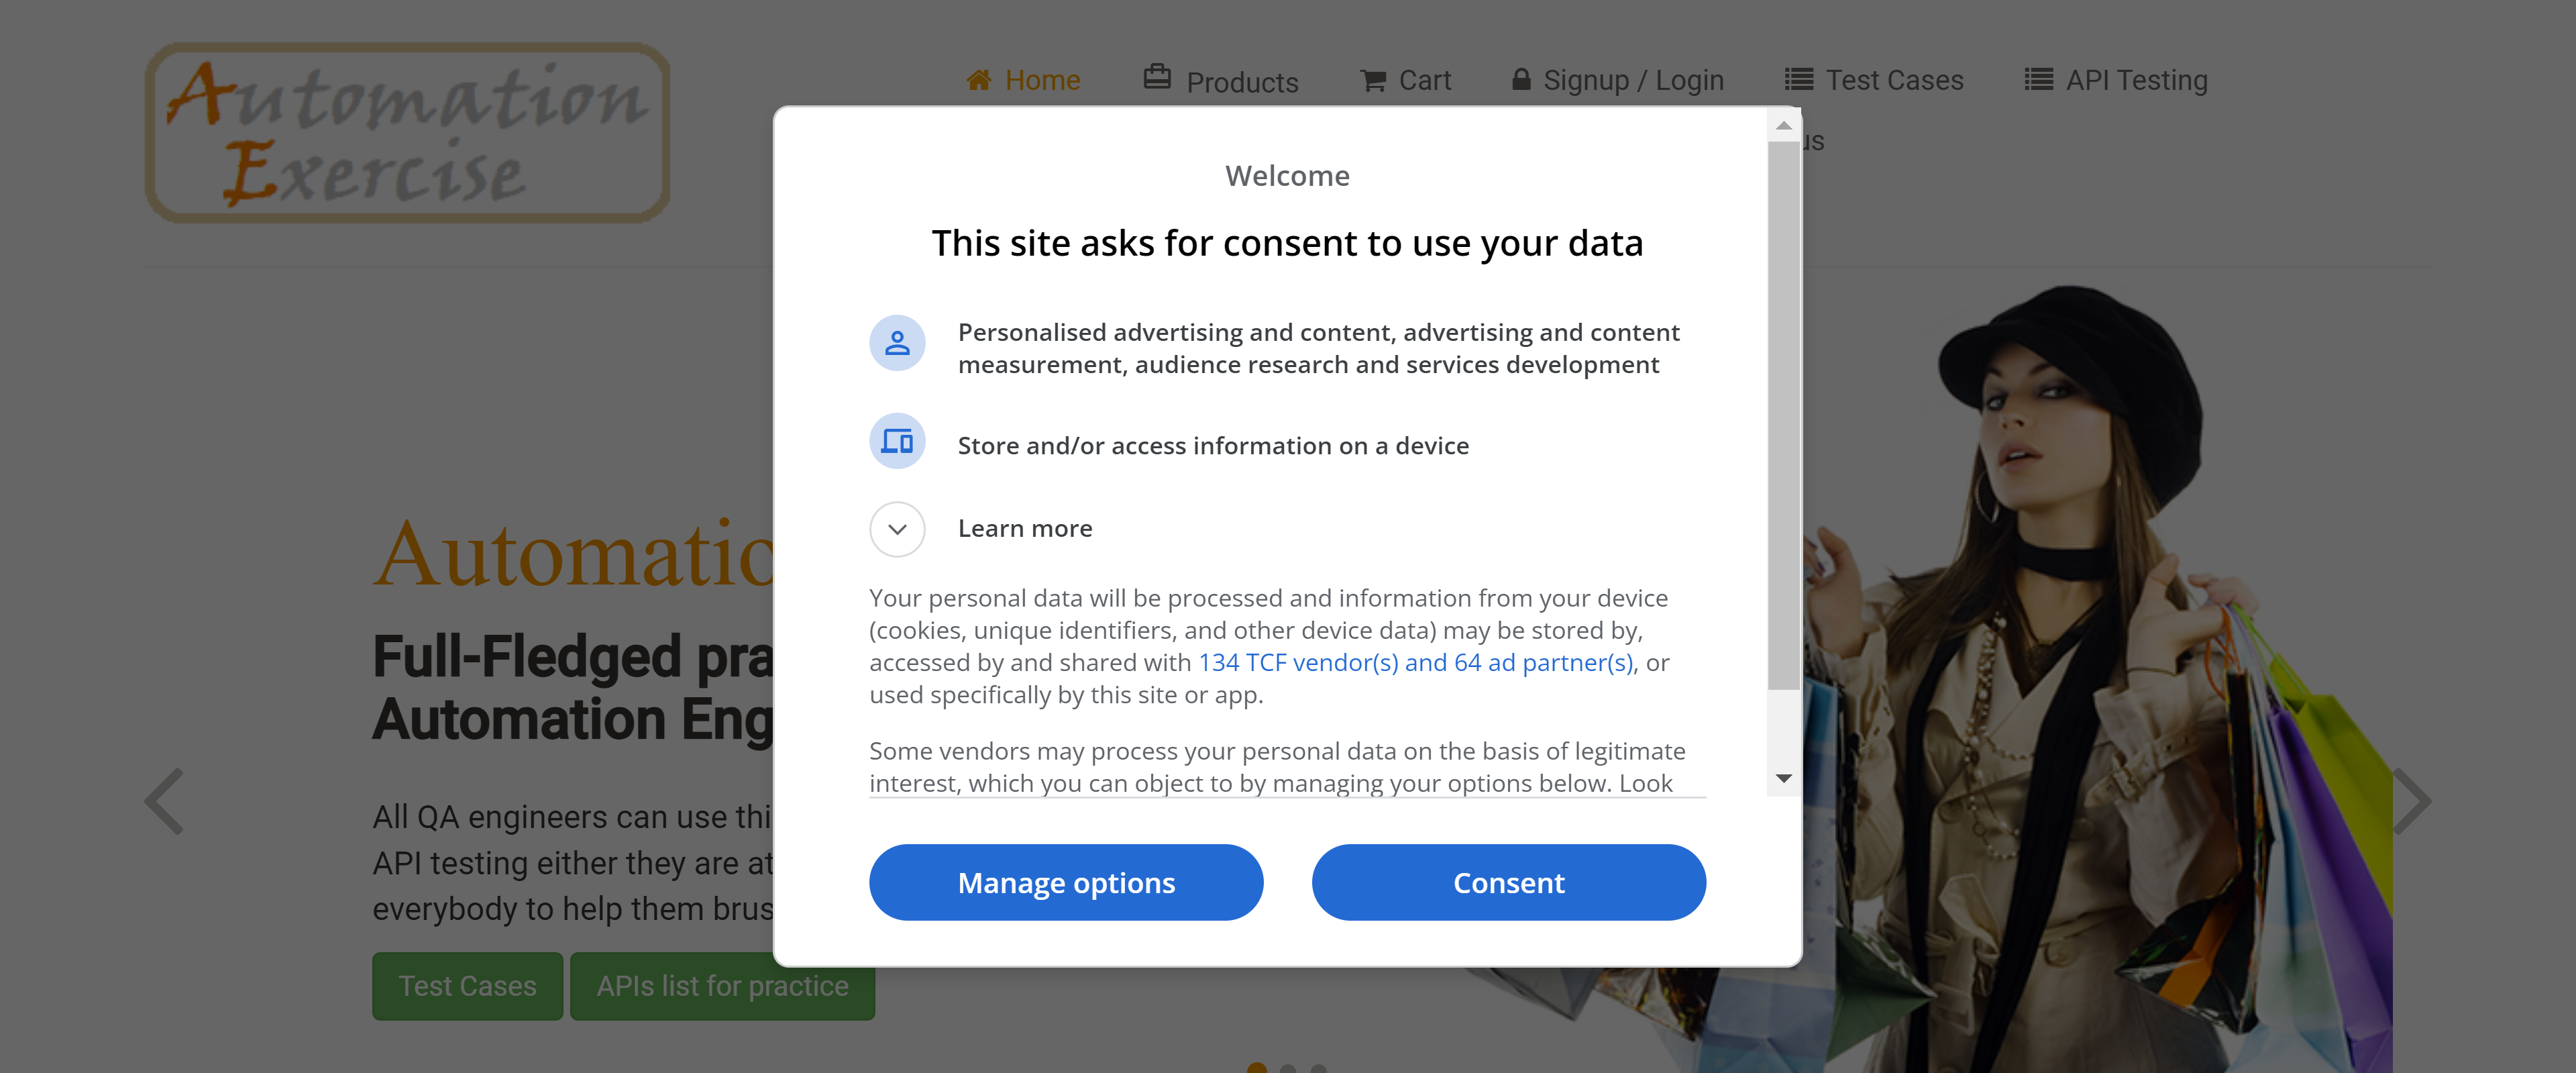 Automation
Exercise
Home
Products
Cart
Signup / Login
Test Cases
API Testing
us
Welcome
This site asks for consent to use your data
Personalised advertising and content, advertising and content
measurement, audience research and services development
Store and/or access information on a device
Learn more
Your personal data will be processed and information from your device
(cookies, unique identifiers, and other device data) may be stored by,
accessed by and shared with 134 TCF vendor(s) and 64 ad partner(s), or
used specifically by this site or app.
Some vendors may process your personal data on the basis of legitimate
interest, which you can object to by managing your options below. Look
Manage options
Consent
Automatio
Full-Fledged pra
Automation Eng
All QA engineers can use thi
API testing either they are at
everybody to help them brus
Test Cases
APIs list for practice